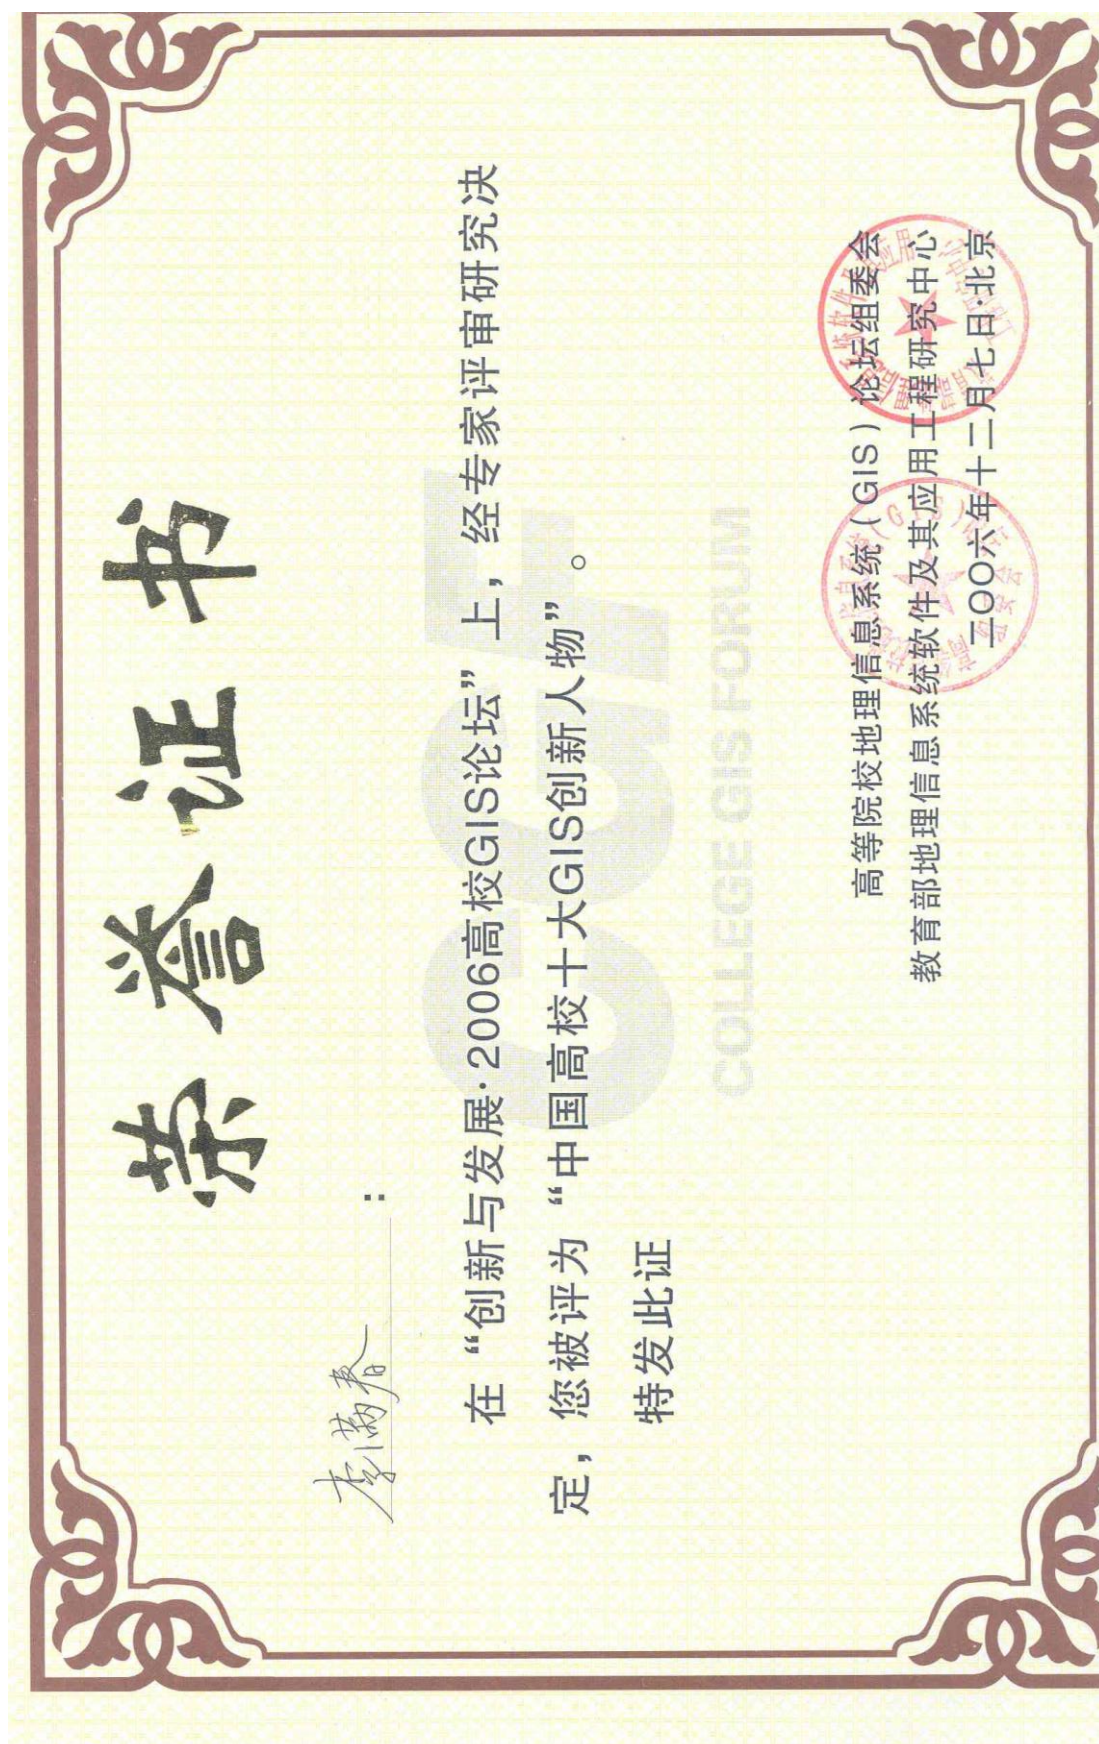 荣誉证书
李满春：
在“创新与发展·2006高校GIS论坛”上，经专家评审研究决
定，您被评为“中国高校十大GIS创新人物”。
特发此证
CGF
COLLEGE GIS FORUM
高等院校地理信息系统（GIS）论坛组委会
教育部地理信息系统软件及其应用工程研究中心
二〇〇六年十二月七日·北京